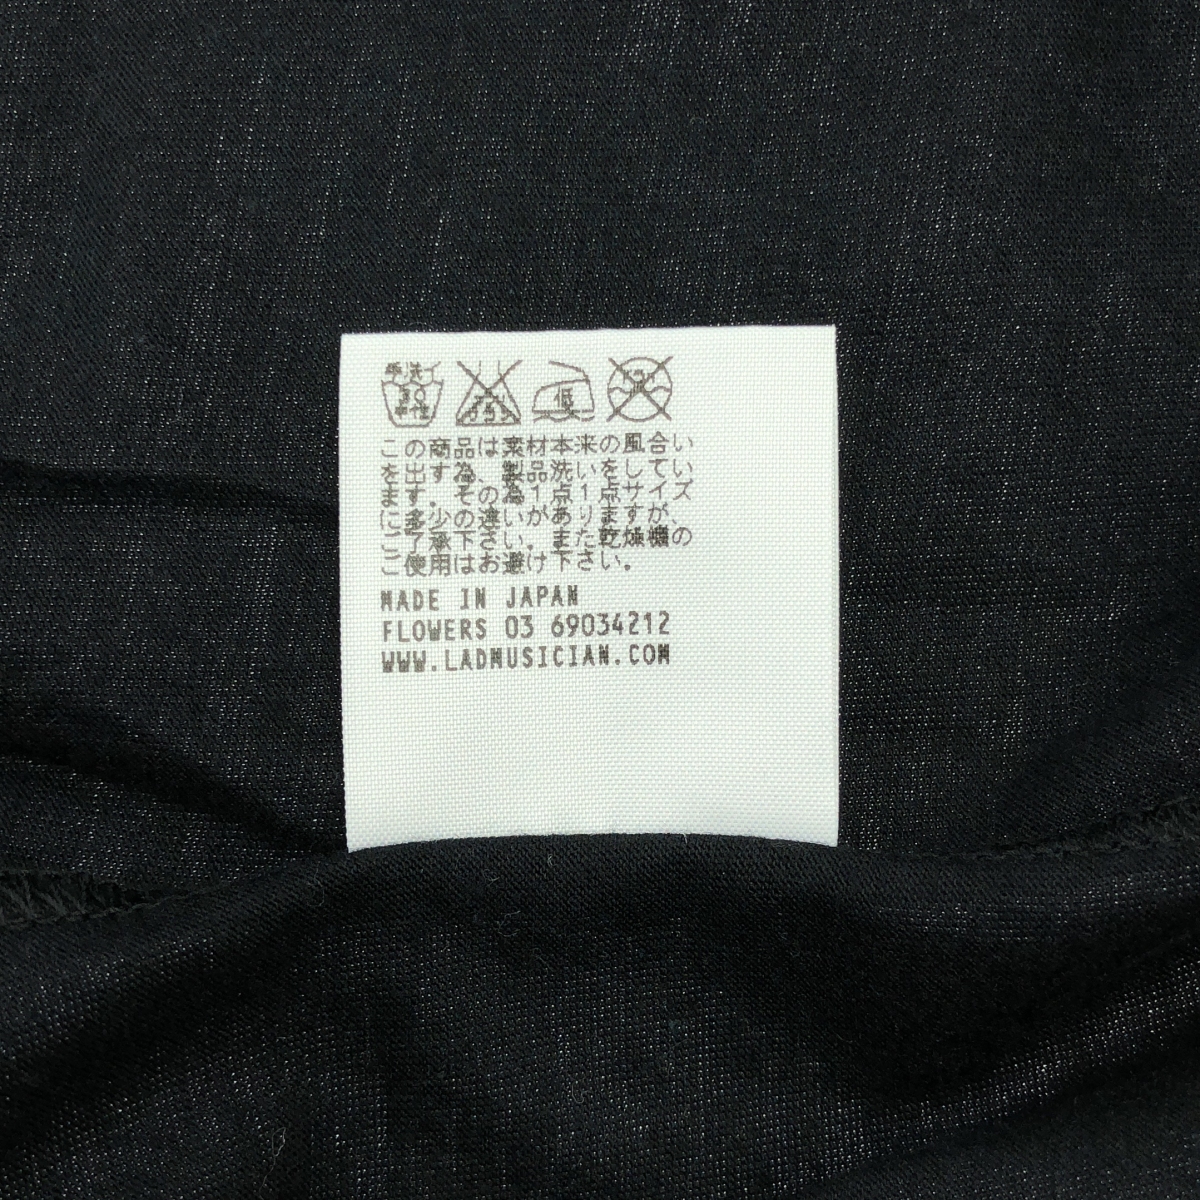 手洗イ
30 低
中性
この商品は素材本来の風合い
を出す為、製品洗いをしてい
ます。その為1点1点サイズ
に多少の違いがありますが、
ご了承下さい。また乾燥機の
ご使用はお避け下さい。
MADE IN JAPAN
FLOWERS 03 69034212
WWW.LADMUSICIAN.COM